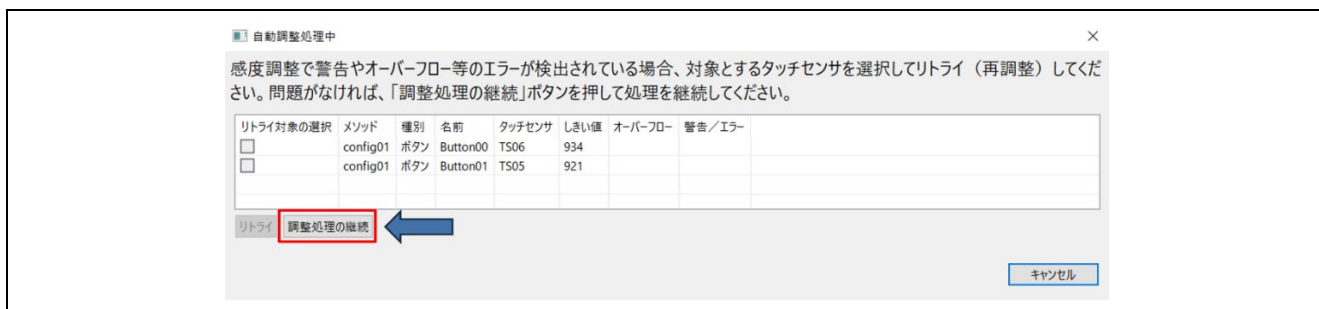 自動調整処理中
感度調整で警告やオーバーフロー等のエラーが検出されている場合、対象とするタッチセンサを選択してリトライ（再調整）してくだ
さい。問題がなければ、「調整処理の継続」ボタンを押して処理を継続してください。
リトライ対象の選択 メソッド 種別 名前 タッチセンサ しきい値 オーバーフロー 警告／エラー
config01 ボタン Button00 TS06 934
config01 ボタン Button01 TS05 921
リトライ 調整処理の継続
キャンセル